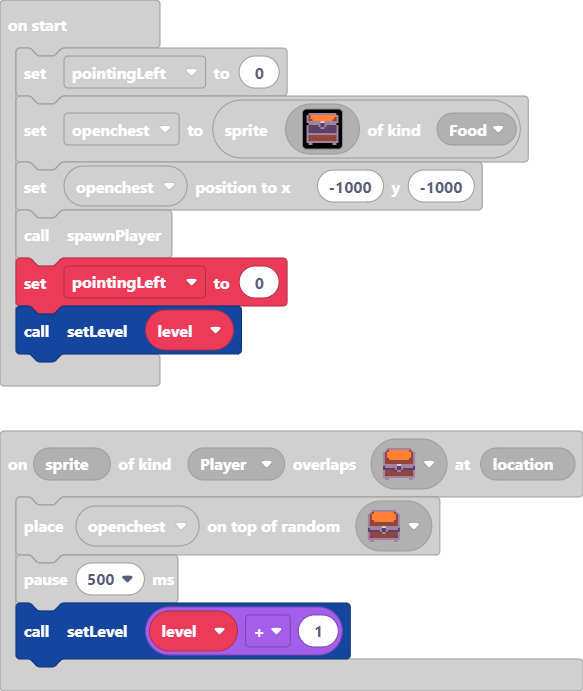 on start
set pointingLeft to 0
set openchest to sprite of kind Food
set openchest position to x -1000 y -1000
call spawnPlayer
set pointingLeft to 0
call setLevel level
on sprite of kind Player overlaps at location
place openchest on top of random
pause 500 ms
call setLevel level + 1